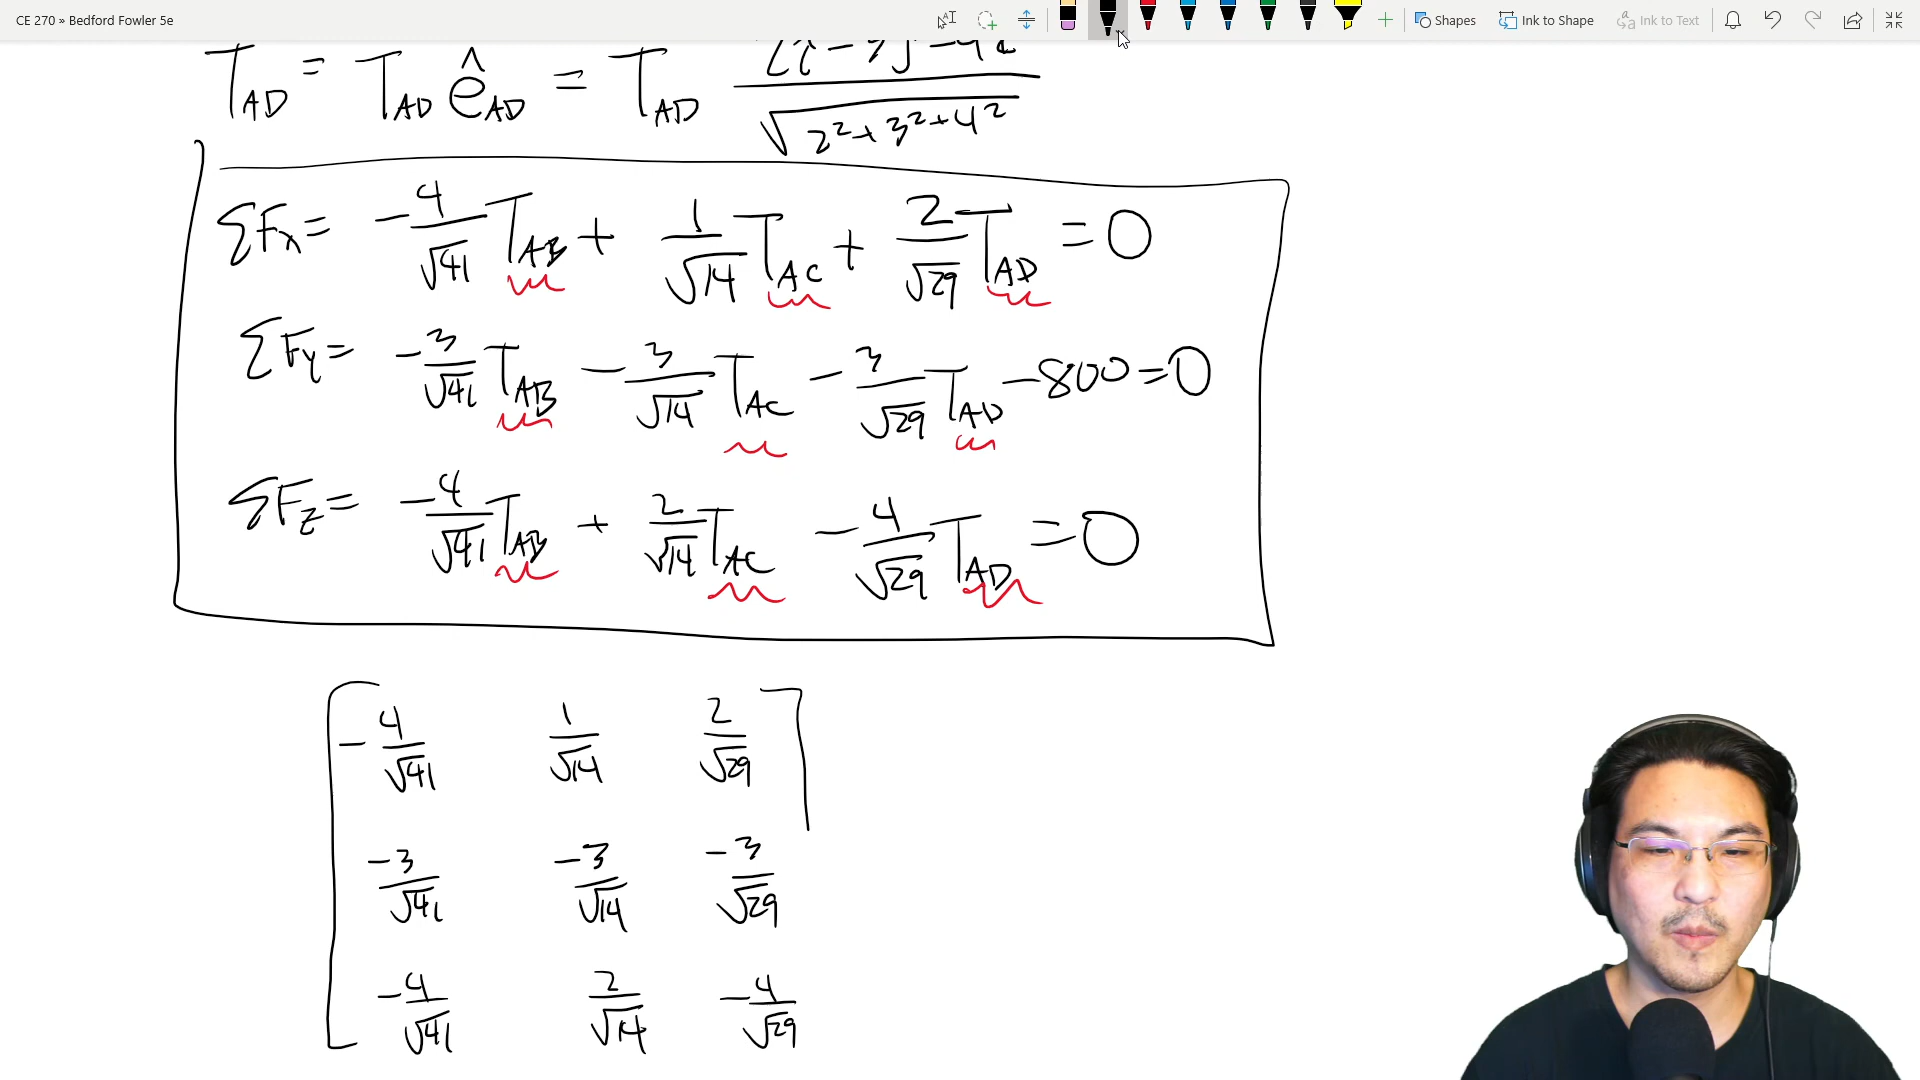 CE 270 » Bedford Fowler 5e
Shapes Ink to Shape Ink to Text
T_AD = T_AD ê_AD = T_AD (2i - 3j - 4k) / √(2² + 3² + 4²)
ΣFx = -4/√41 T_AB + 1/√14 T_AC + 2/√29 T_AD = 0
ΣFy = -3/√41 T_AB - 3/√14 T_AC - 3/√29 T_AD - 800 = 0
ΣFz = -4/√41 T_AB + 2/√14 T_AC - 4/√29 T_AD = 0
-4/√41 1/√14 2/√29
-3/√41 -3/√14 -3/√29
-4/√41 2/√14 -4/√29